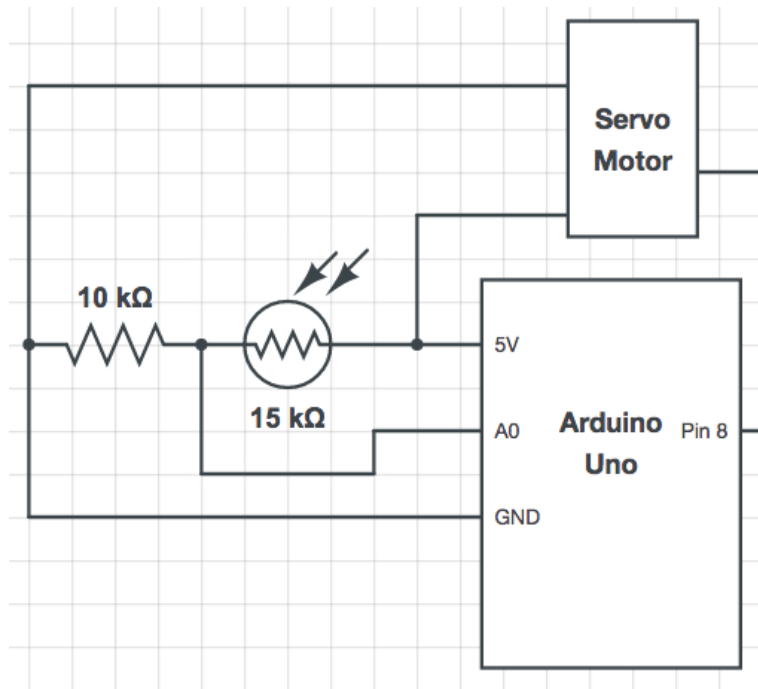 Servo
Motor
10 kΩ
15 kΩ
5V
A0
Arduino
Uno
Pin 8
GND